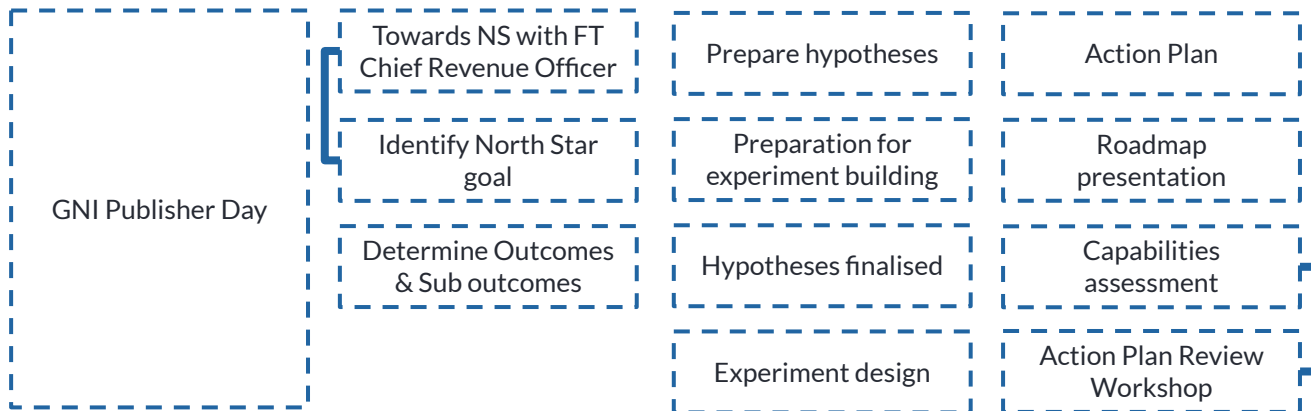 GNI Publisher Day
Towards NS with FT
Chief Revenue Officer
Identify North Star
goal
Determine Outcomes
& Sub outcomes
Prepare hypotheses
Preparation for
experiment building
Hypotheses finalised
Experiment design
Action Plan
Roadmap
presentation
Capabilities
assessment
Action Plan Review
Workshop